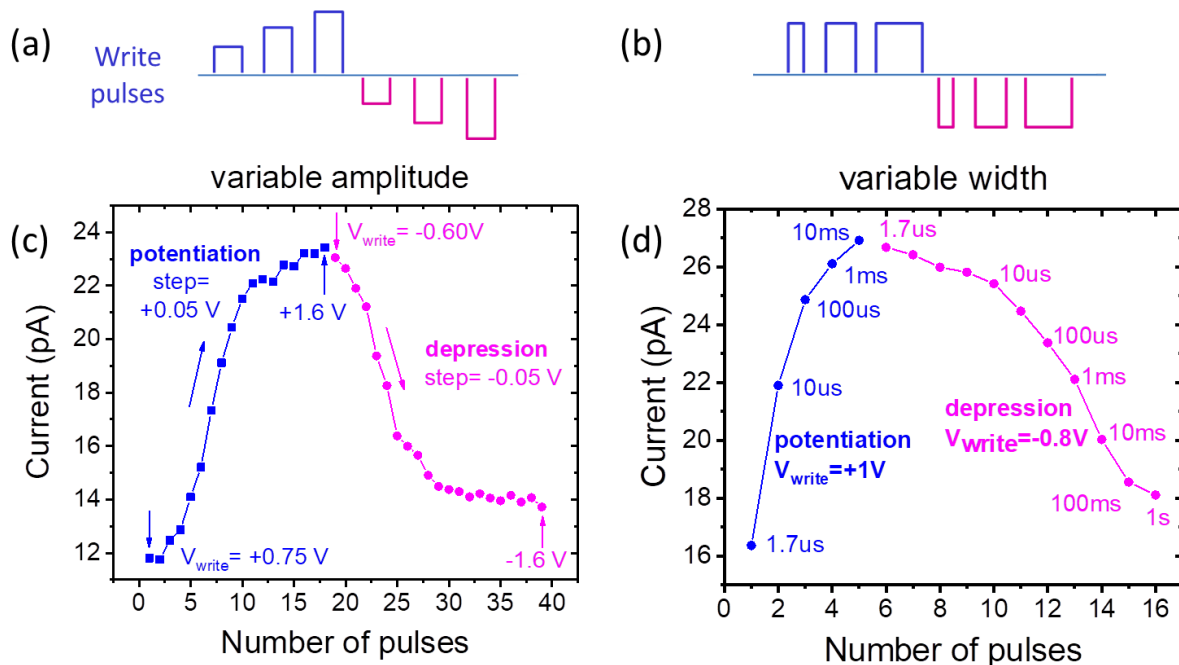 (a)
Write
pulses
(b)
variable amplitude
variable width
(c)
24
22
20
18
16
14
12
Current (pA)
potentiation
step=
+0.05 V
Vwrite= -0.60V
+1.6 V
depression
step= -0.05 V
Vwrite= +0.75 V
-1.6 V
0 5 10 15 20 25 30 35 40
Number of pulses
(d)
28
26
24
22
20
18
16
Current (pA)
10ms
1.7us
1ms
100us
10us
10us
100us
1ms
10ms
100ms
1s
1.7us
potentiation
Vwrite=+1V
depression
Vwrite=-0.8V
0 2 4 6 8 10 12 14 16
Number of pulses